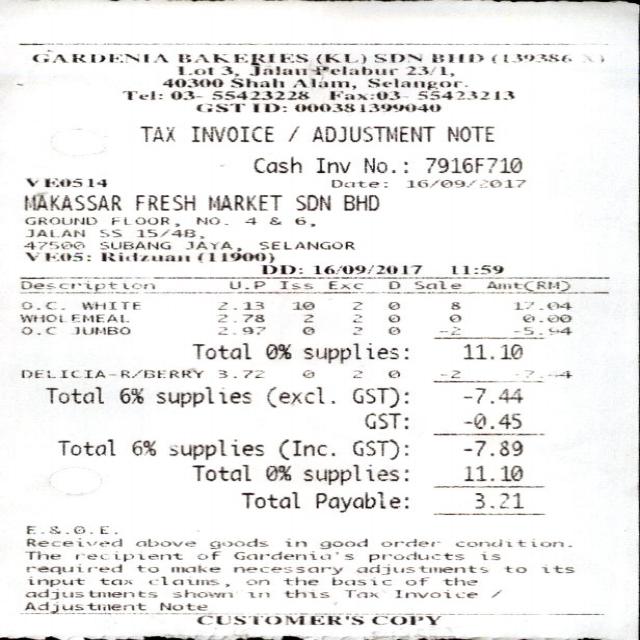 GARDENIA BAKERIES (KL) SDN BHD (139386 X)
Lot 3, Jalan Pelabur 23/1,
40300 Shah Alam, Selangor.
Tel: 03- 55423228 Fax:03- 55423213
GST ID: 000381399040
TAX INVOICE / ADJUSTMENT NOTE
Cash Inv No.: 7916F710
VE0514 Date: 16/09/2017
MAKASSAR FRESH MARKET SDN BHD
GROUND FLOOR, NO. 4 & 6,
JALAN SS 15/4B,
47500 SUBANG JAYA, SELANGOR
VE05: Ridzuan (11900)
DD: 16/09/2017 11:59
Description U.P Iss Exc D Sale Amt(RM)
O.C. WHITE 2.13 10 2 0 8 17.04
WHOLEMEAL 2.78 2 2 0 0 0.00
O.C JUMBO 2.97 0 2 0 -2 -5.94
Total 0% supplies: 11.10
DELICIA-R/BERRY 3.72 0 2 0 -2 -7.44
Total 6% supplies (excl. GST): -7.44
GST: -0.45
Total 6% supplies (Inc. GST): -7.89
Total 0% supplies: 11.10
Total Payable: 3.21
E.&.O.E.
Received above goods in good order condition.
The recipient of Gardenia's products is
required to make necessary adjustments to its
input tax claims, on the basic of the
adjustments shown in this Tax Invoice /
Adjustment Note
CUSTOMER'S COPY